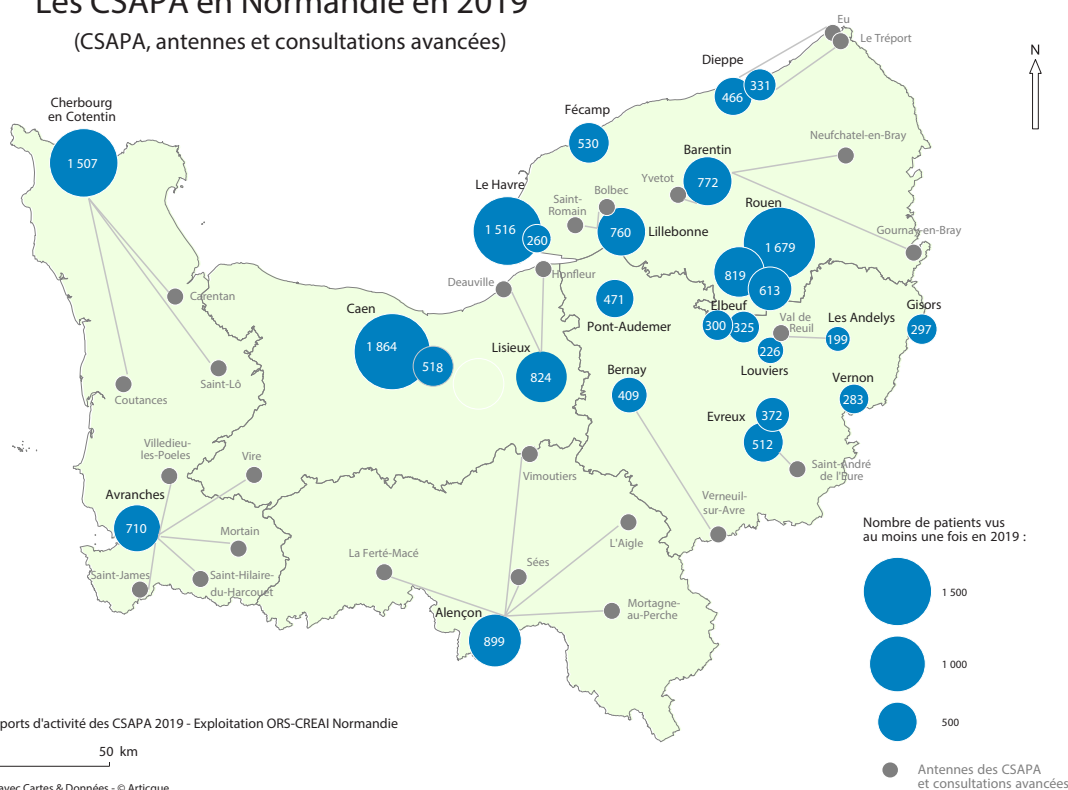 Les CSAPA en Normandie en 2019
(CSAPA, antennes et consultations avancées)
N
Eu
Le Tréport
Dieppe
466
331
Cherbourg
en Cotentin
1 507
Fécamp
530
Neufchatel-en-Bray
Barentin
772
Yvetot
Le Havre
1 516
260
Saint-
Romain
Bolbec
760
Lillebonne
Rouen
1 679
819
613
Gournay-en-Bray
Deauville
Honfleur
Carentan
471
Pont-Audemer
Elbeuf
300
325
Val de
Reuil
Les Andelys
199
Gisors
297
226
Louviers
Caen
1 864
518
Lisieux
824
Saint-Lô
Coutances
Bernay
409
Vernon
283
Evreux
372
512
Saint-André
de l'Eure
Villedieu-
les-Poeles
Vire
Vimoutiers
Verneuil-
sur-Avre
Avranches
710
Mortain
L'Aigle
La Ferté-Macé
Sées
Saint-James
Saint-Hilaire-
du-Harcouët
Mortagne-
au-Perche
Alençon
899
Nombre de patients vus
au moins une fois en 2019 :
1 500
1 000
500
Antennes des CSAPA
et consultations avancées
ports d'activité des CSAPA 2019 - Exploitation ORS-CREAI Normandie
50 km
avec Cartes & Données - © Articque